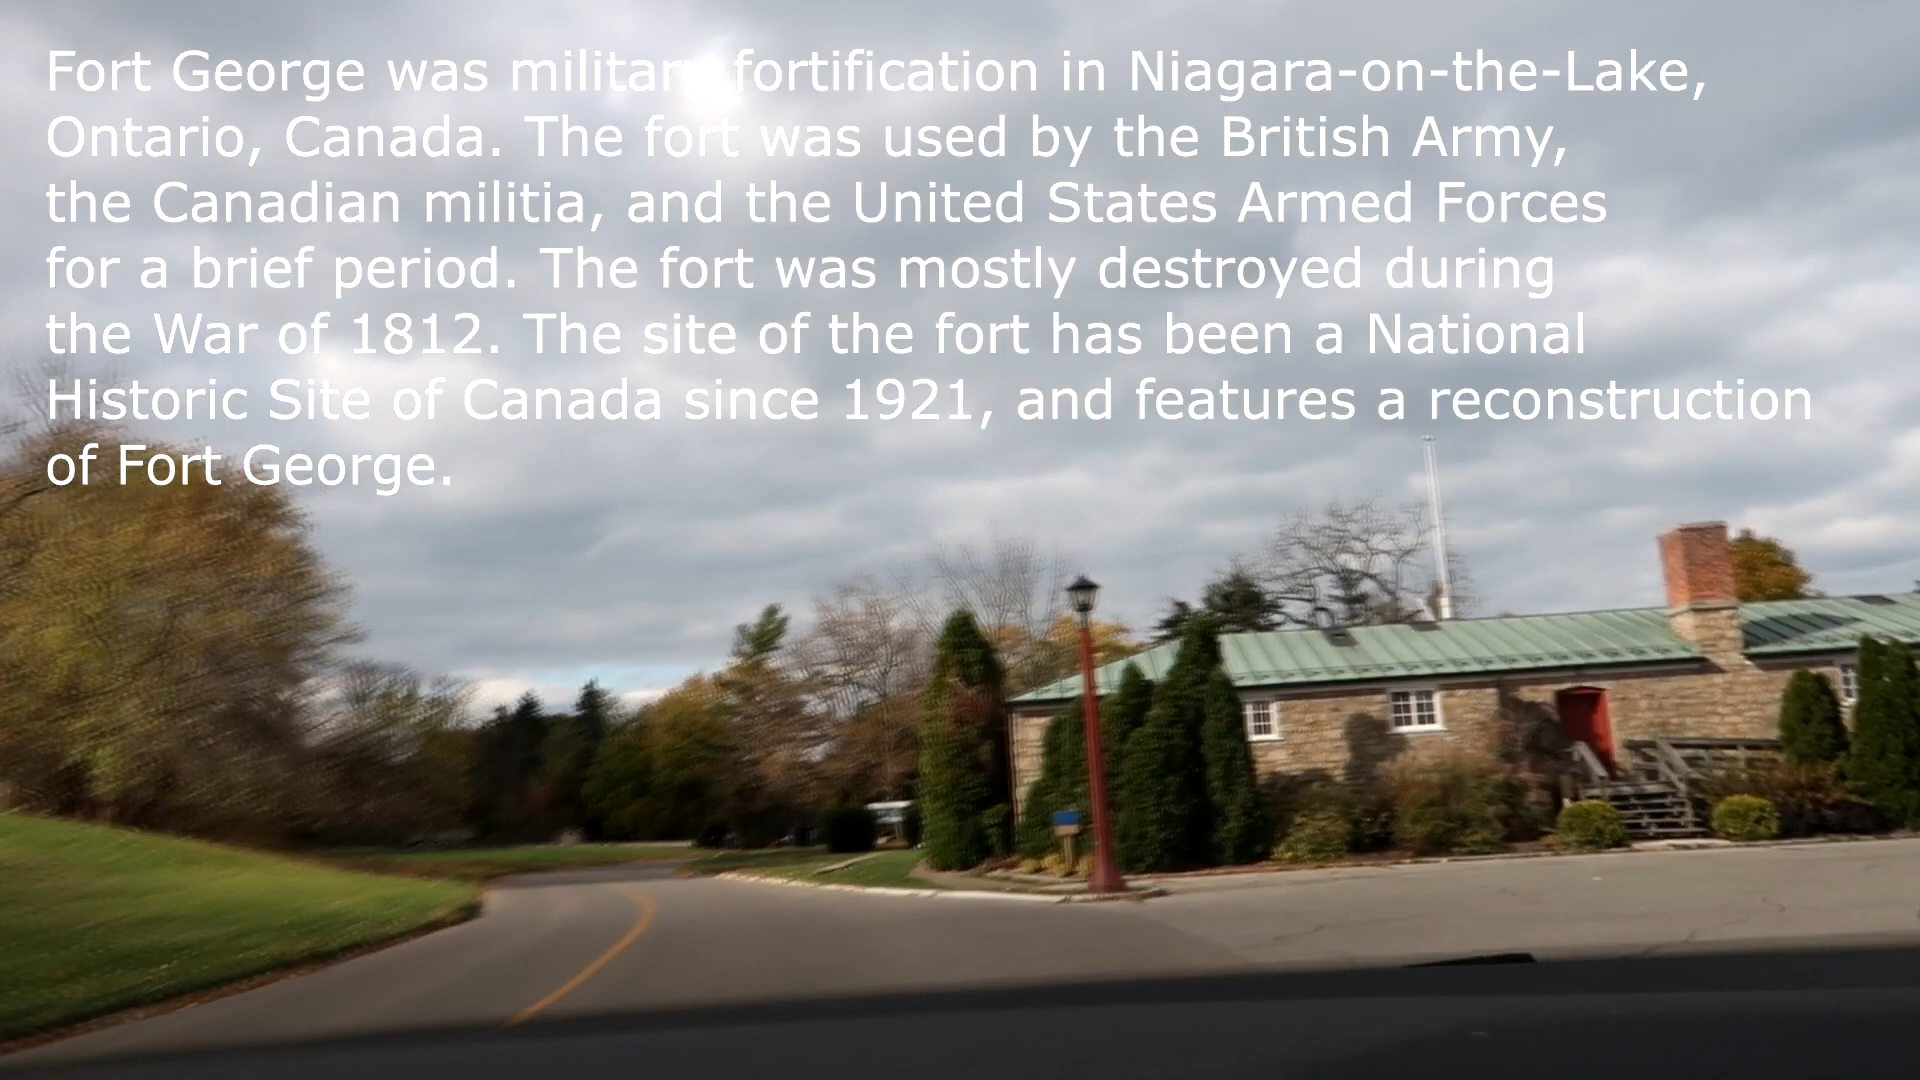 Fort George was military fortification in Niagara-on-the-Lake,
Ontario, Canada. The fort was used by the British Army,
the Canadian militia, and the United States Armed Forces
for a brief period. The fort was mostly destroyed during
the War of 1812. The site of the fort has been a National
Historic Site of Canada since 1921, and features a reconstruction
of Fort George.